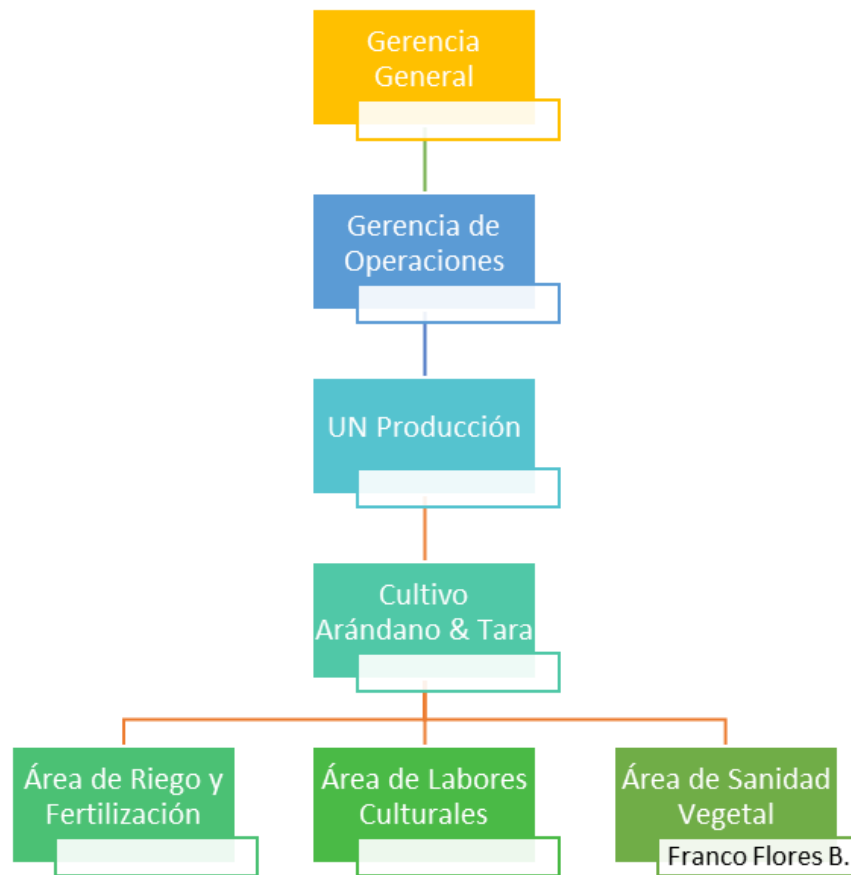 Gerencia
General
Gerencia de
Operaciones
UN Producción
Cultivo
Arándano & Tara
Área de Riego y
Fertilización
Área de Labores
Culturales
Área de Sanidad
Vegetal
Franco Flores B.